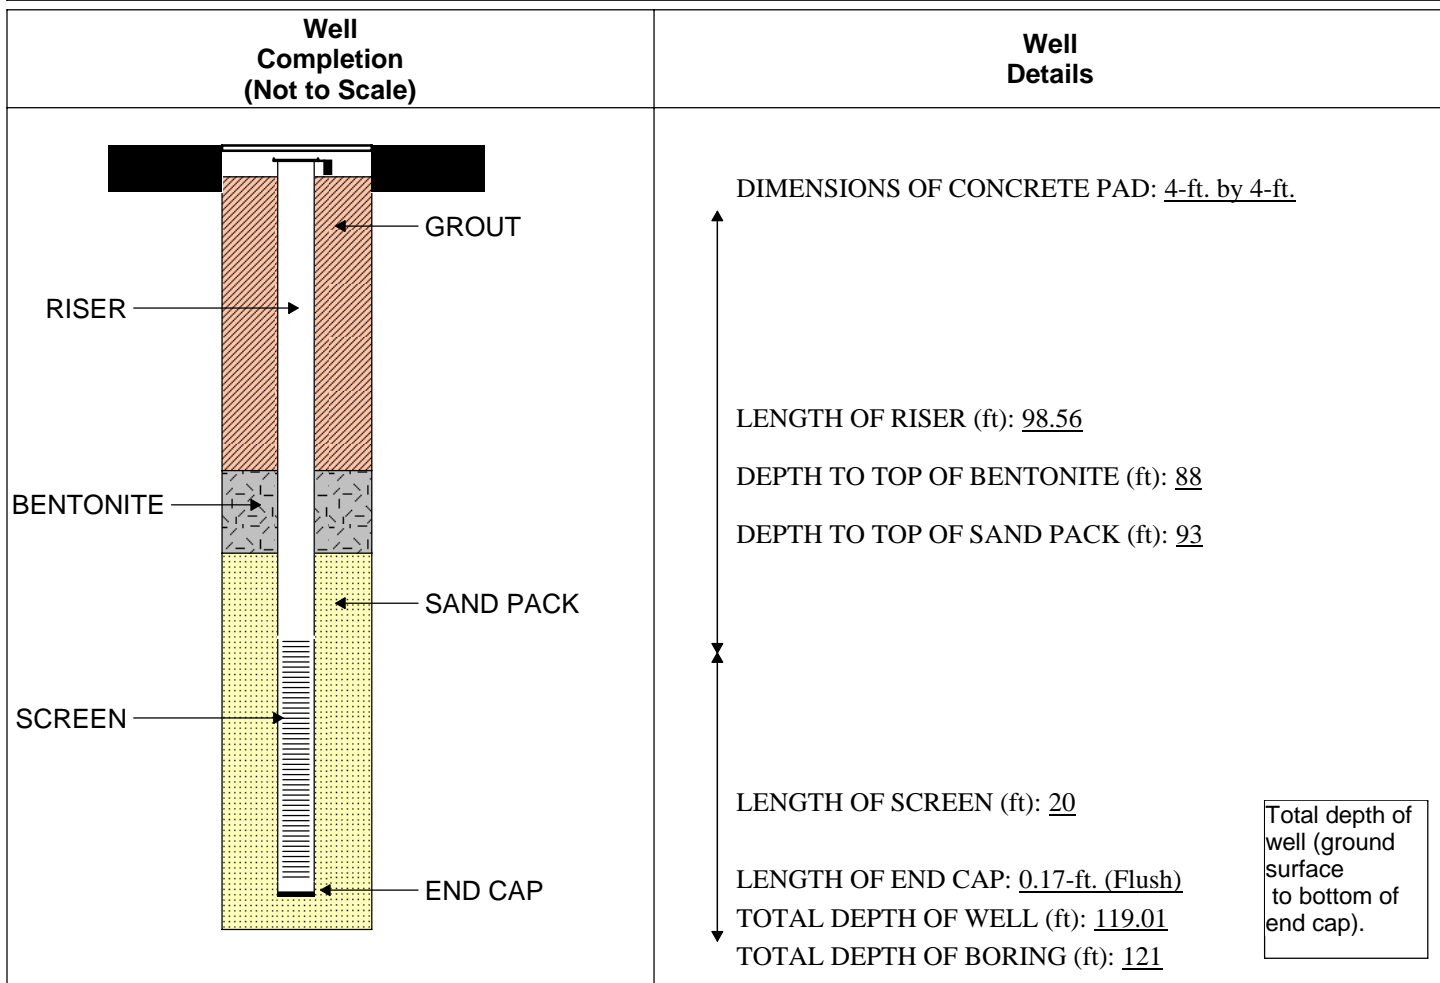 Well
Completion
(Not to Scale)
Well
Details
GROUT
RISER
BENTONITE
SAND PACK
SCREEN
END CAP
DIMENSIONS OF CONCRETE PAD: 4-ft. by 4-ft.
LENGTH OF RISER (ft): 98.56
DEPTH TO TOP OF BENTONITE (ft): 88
DEPTH TO TOP OF SAND PACK (ft): 93
LENGTH OF SCREEN (ft): 20
LENGTH OF END CAP: 0.17-ft. (Flush)
TOTAL DEPTH OF WELL (ft): 119.01
TOTAL DEPTH OF BORING (ft): 121
Total depth of
well (ground
surface
to bottom of
end cap).